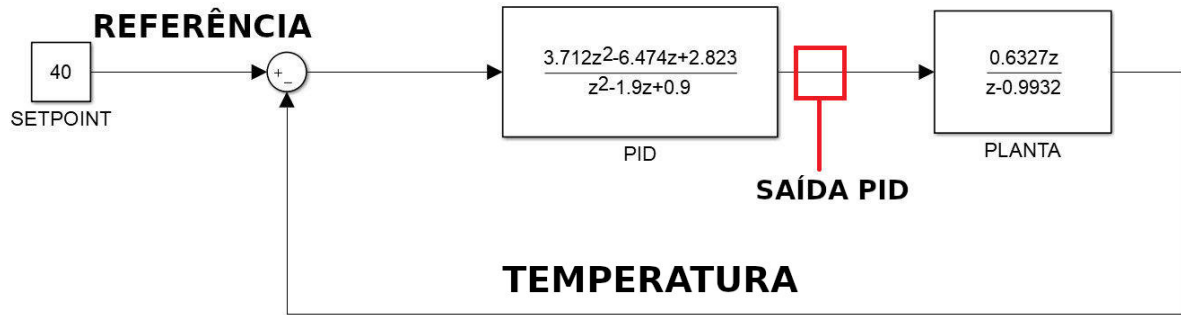 REFERÊNCIA
40
+
−
SETPOINT
3.712z²-6.474z+2.823
z²-1.9z+0.9
PID
SAÍDA PID
0.6327z
z-0.9932
PLANTA
TEMPERATURA